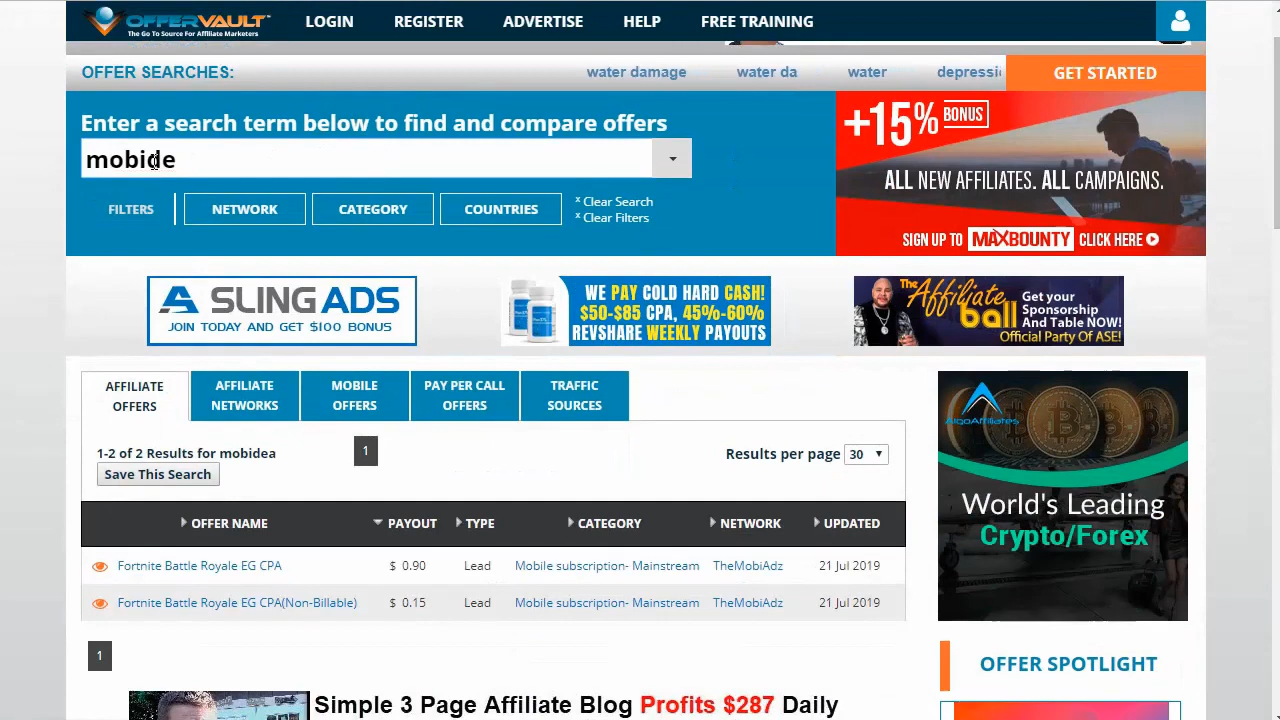 OFFERVAULT™
The Go To Source For Affiliate Marketers
LOGIN
REGISTER
ADVERTISE
HELP
FREE TRAINING
OFFER SEARCHES:
water damage
water da
water
depressi
GET STARTED
Enter a search term below to find and compare offers
mobide
FILTERS
NETWORK
CATEGORY
COUNTRIES
x Clear Search
x Clear Filters
+15% BONUS
ALL NEW AFFILIATES. ALL CAMPAIGNS.
SIGN UP TO MAXBOUNTY CLICK HERE
SLINGADS
JOIN TODAY AND GET $100 BONUS
WE PAY COLD HARD CASH!
$50-$85 CPA, 45%-60%
REVSHARE WEEKLY PAYOUTS
The Affiliate ball
Get your
Sponsorship
And Table NOW!
Official Party Of ASE!
AFFILIATE OFFERS
AFFILIATE NETWORKS
MOBILE OFFERS
PAY PER CALL OFFERS
TRAFFIC SOURCES
1-2 of 2 Results for mobidea
1
Results per page 30
Save This Search
OFFER NAME PAYOUT TYPE CATEGORY NETWORK UPDATED
Fortnite Battle Royale EG CPA $ 0.90 Lead Mobile subscription- Mainstream TheMobiAdz 21 Jul 2019
Fortnite Battle Royale EG CPA(Non-Billable) $ 0.15 Lead Mobile subscription- Mainstream TheMobiAdz 21 Jul 2019
1
AlgoAffiliates
World's Leading
Crypto/Forex
OFFER SPOTLIGHT
Simple 3 Page Affiliate Blog Profits $287 Daily